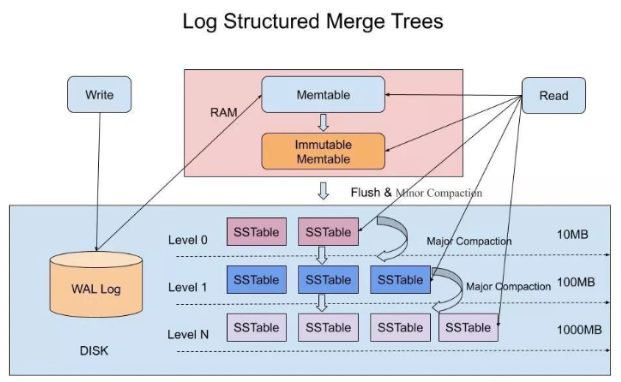 Log Structured Merge Trees
Write
RAM
Memtable
Read
Immutable
Memtable
Flush & Minor Compaction
Level 0
SSTable
SSTable
Major Compaction
10MB
WAL Log
Level 1
SSTable
SSTable
SSTable
Major Compaction
100MB
Level N
SSTable
SSTable
SSTable
SSTable
1000MB
DISK